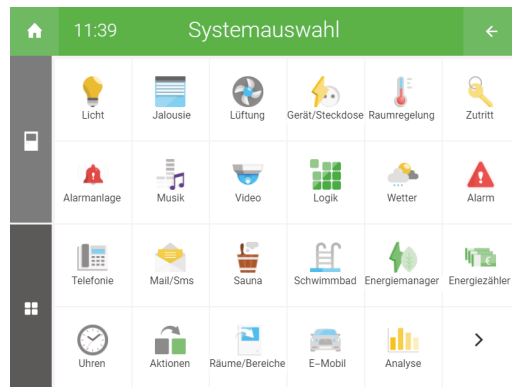 11:39 Systemauswahl
Licht Jalousie Lüftung Gerät/Steckdose Raumregelung Zutritt
Alarmanlage Musik Video Logik Wetter Alarm
Telefonie Mail/Sms Sauna Schwimmbad Energiemanager Energiezähler
Uhren Aktionen Räume/Bereiche E-Mobil Analyse